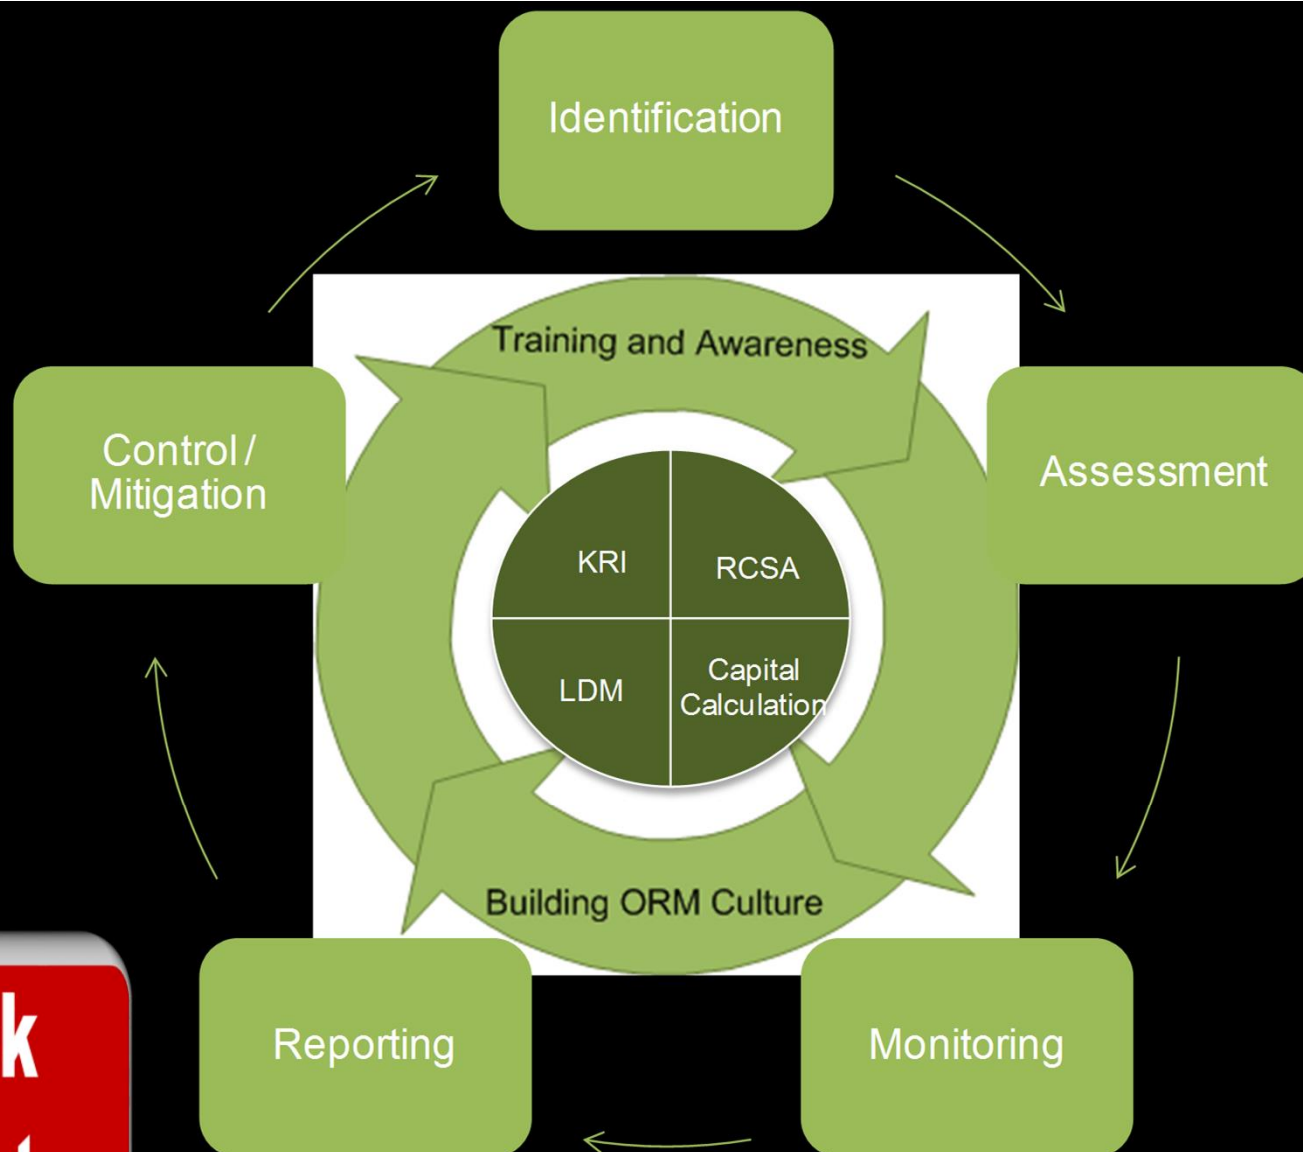 Identification
Training and Awareness
Control/
Mitigation
Assessment
KRI
RCSA
LDM
Capital
Calculation
Building ORM Culture
Reporting
Monitoring
k
t